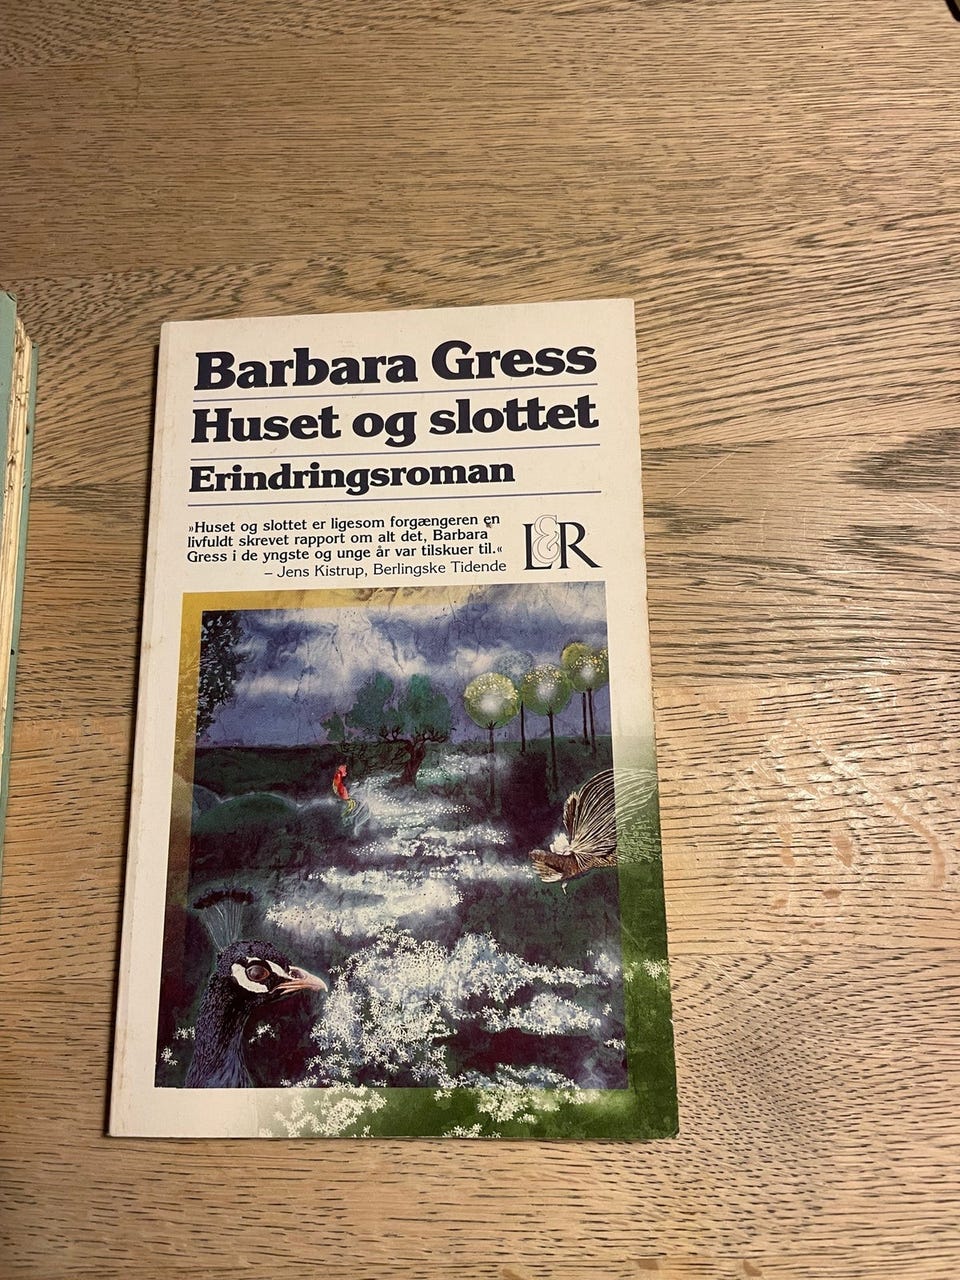 Barbara Gress
Huset og slottet
Erindringsroman
»Huset og slottet er ligesom forgængeren en
livfuldt skrevet rapport om alt det, Barbara
Gress i de yngste og unge år var tilskuer til.«
– Jens Kistrup, Berlingske Tidende
L&R